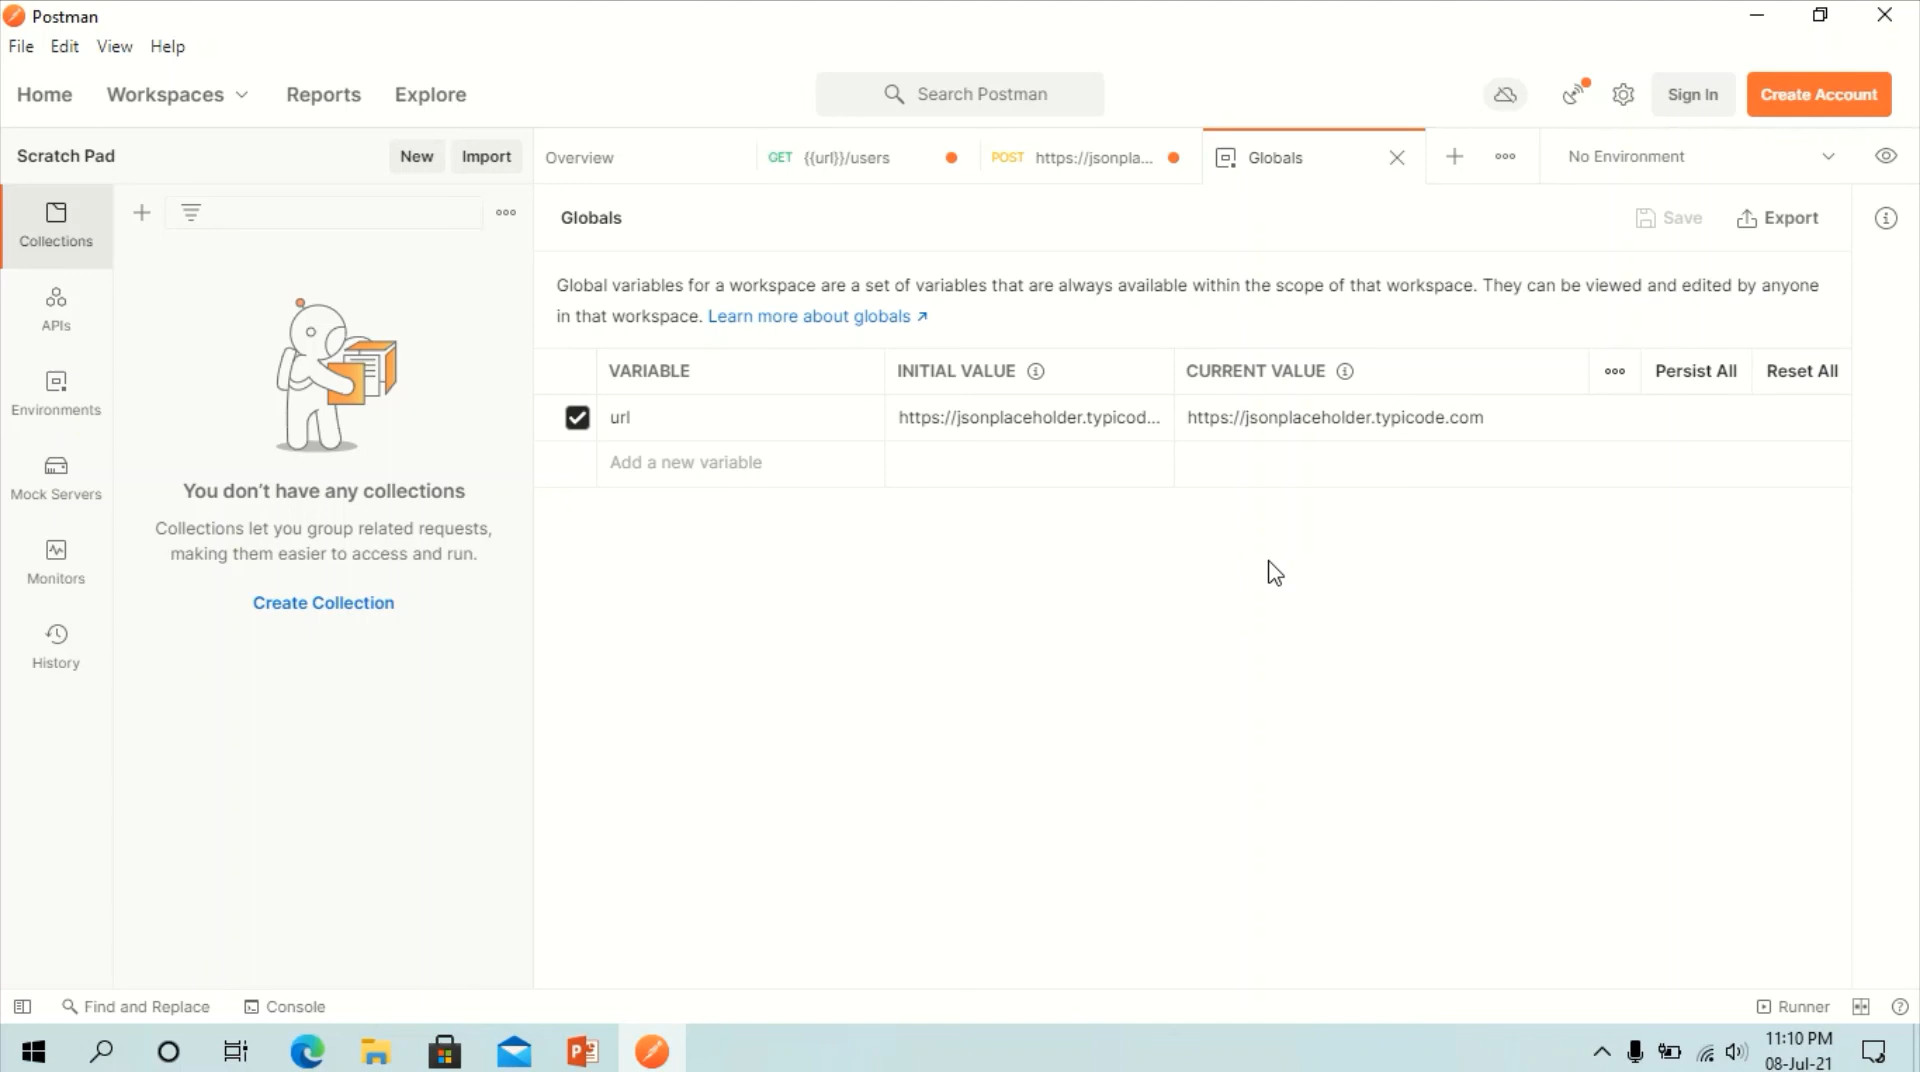 Postman
File Edit View Help
Home Workspaces Reports Explore
Search Postman
Sign In Create Account
Scratch Pad New Import
Overview GET {{url}}/users POST https://jsonpla... Globals No Environment
Collections
APIs
Environments
Mock Servers
Monitors
History
You don't have any collections
Collections let you group related requests,
making them easier to access and run.
Create Collection
Globals Save Export
Global variables for a workspace are a set of variables that are always available within the scope of that workspace. They can be viewed and edited by anyone
in that workspace. Learn more about globals ↗
VARIABLE INITIAL VALUE CURRENT VALUE Persist All Reset All
url https://jsonplaceholder.typicod... https://jsonplaceholder.typicode.com
Add a new variable
Find and Replace Console Runner
11:10 PM
08-Jul-21